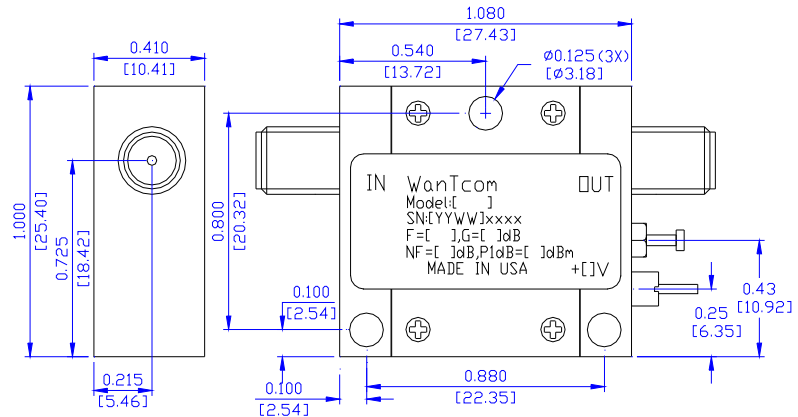 1.080
[27.43]
0.410
[10.41]
0.540
[13.72]
Ø0.125(3X)
[Ø3.18]
IN
WanTcom
OUT
Model:[ ]
SN:[YYWW]xxxx
F=[ ],G=[ ]dB
NF=[ ]dB,P1dB=[ ]dBm
MADE IN USA
+[]V
1.000
[25.40]
0.725
[18.42]
0.800
[20.32]
0.100
[2.54]
0.43
[10.92]
0.25
[6.35]
0.215
[5.46]
0.100
[2.54]
0.880
[22.35]